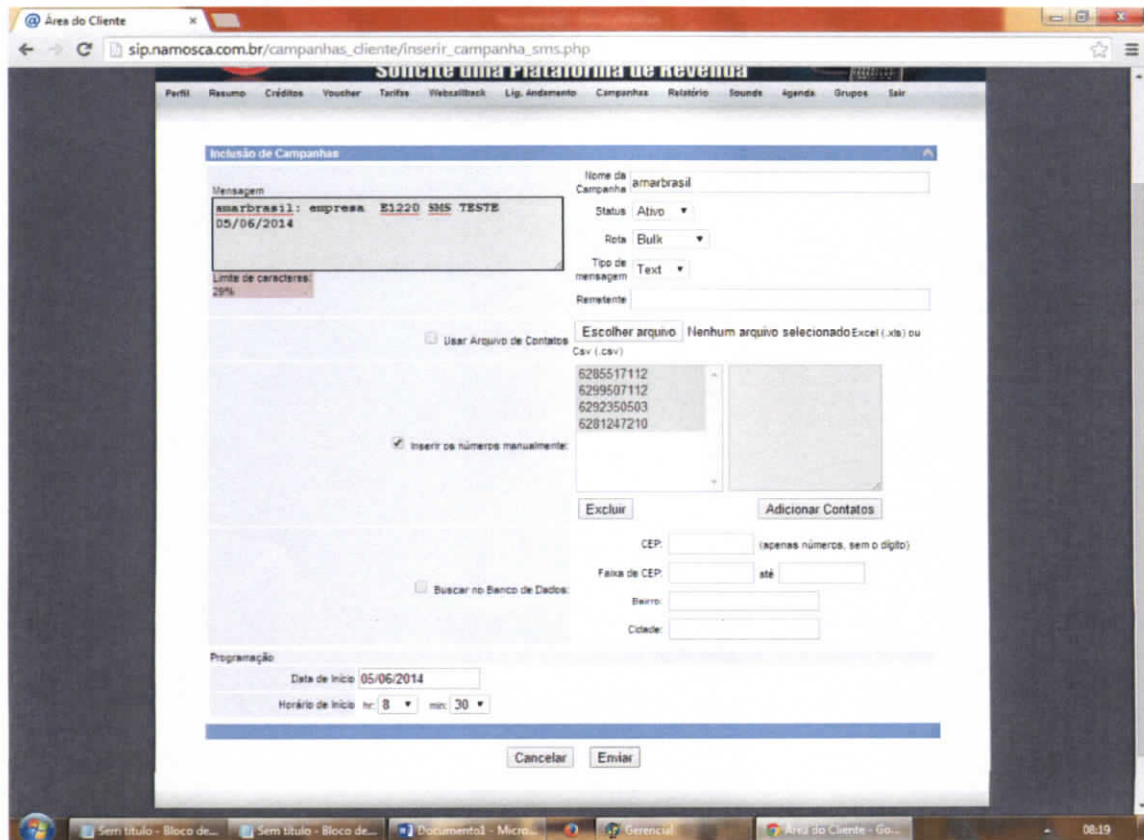 Área do Cliente
sip.namosca.com.br/campanhas_cliente/inserir_campanha_sms.php
Solicite uma Plataforma de Revenda
Perfil Resumo Créditos Voucher Tarifas Webcallback Lig. Andamento Campanhas Relatório Sounds Agenda Grupos Sair
Inclusão de Campanhas
Mensagem
amarbrasil: empresa E1220 SMS TESTE
05/06/2014
Limite de caracteres:
29%
Nome da
Campanha amarbrasil
Status Ativo
Rota Bulk
Tipo de
mensagem Text
Remetente
Usar Arquivo de Contatos Escolher arquivo Nenhum arquivo selecionado Excel (.xls) ou
Csv (.csv)
6285517112
6299507112
6292350503
6281247210
Inserir os números manualmente:
Excluir Adicionar Contatos
CEP: (apenas números, sem o dígito)
Faixa de CEP: até
Buscar no Banco de Dados:
Bairro:
Cidade:
Programação
Data de Início 05/06/2014
Horário de Início hr: 8 min: 30
Cancelar Enviar
Sem título - Bloco de... Sem título - Bloco de... Documento1 - Micro... Gerencial Área do Cliente - Go... 08:19